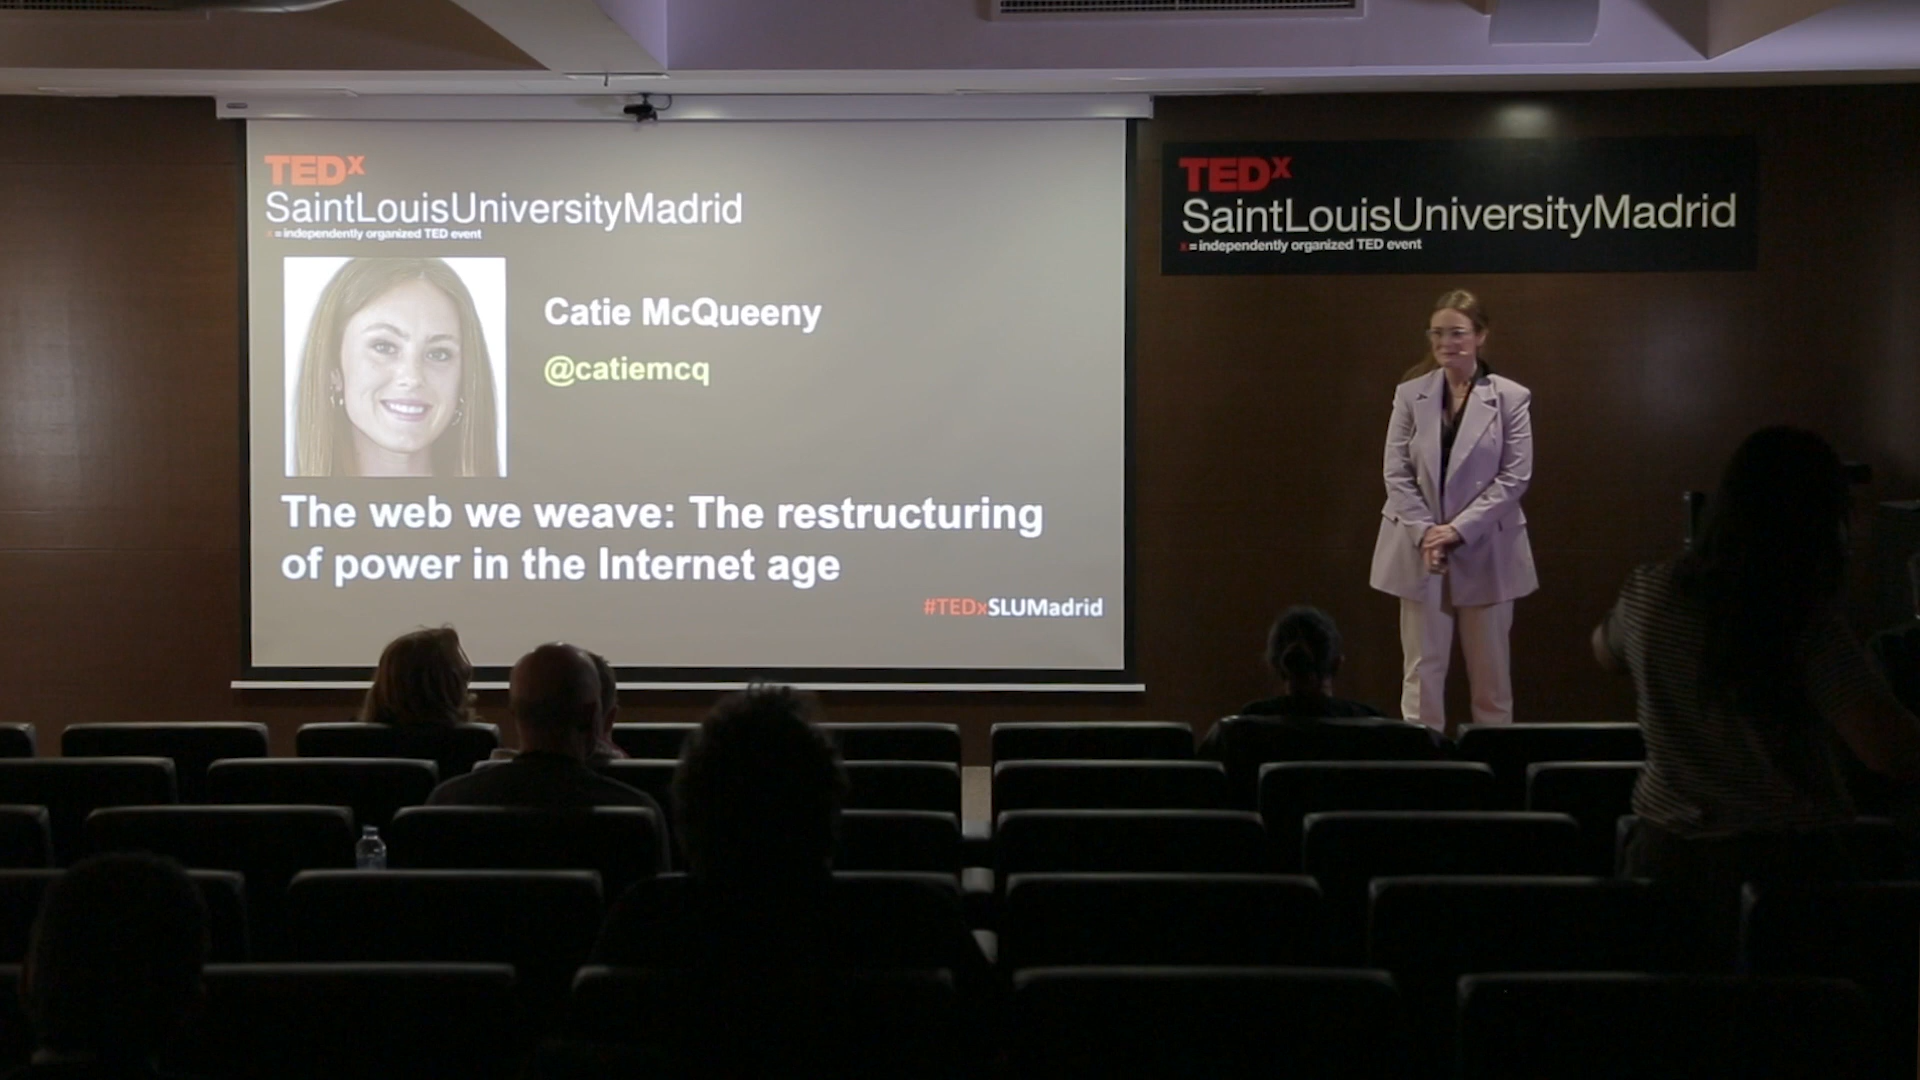 TEDx
SaintLouisUniversityMadrid
x = independently organized TED event
Catie McQueeny
@catiemcq
The web we weave: The restructuring
of power in the Internet age
#TEDxSLUMadrid
TEDx
SaintLouisUniversityMadrid
x = independently organized TED event